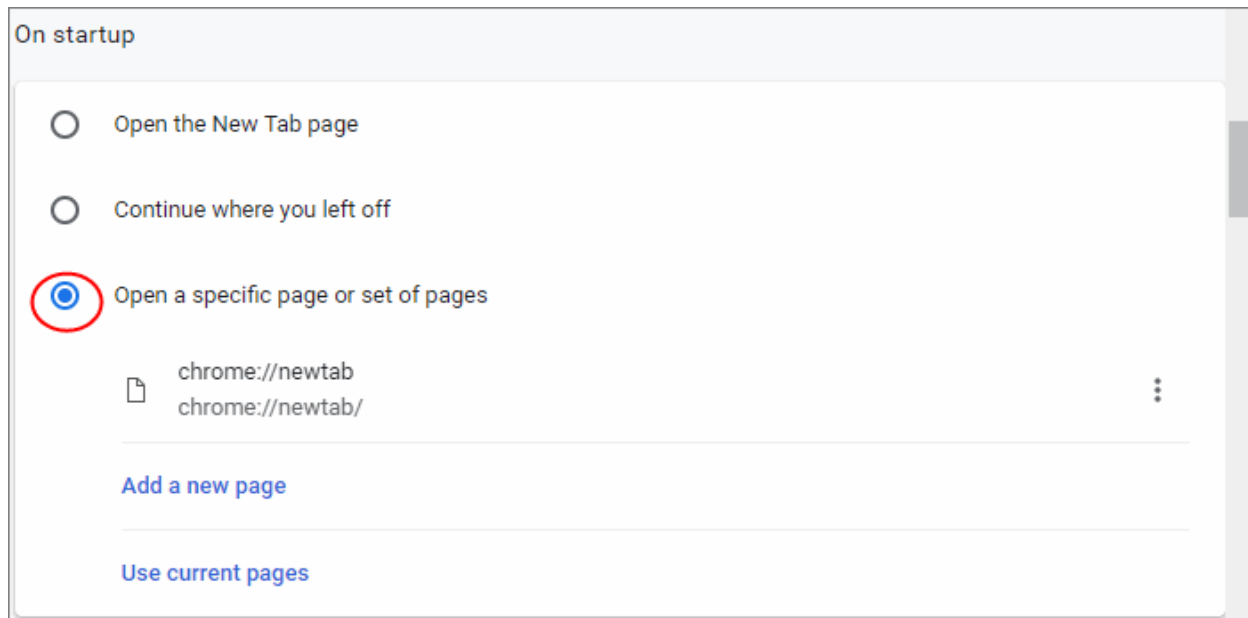 On startup
Open the New Tab page
Continue where you left off
Open a specific page or set of pages
chrome://newtab
chrome://newtab/
Add a new page
Use current pages